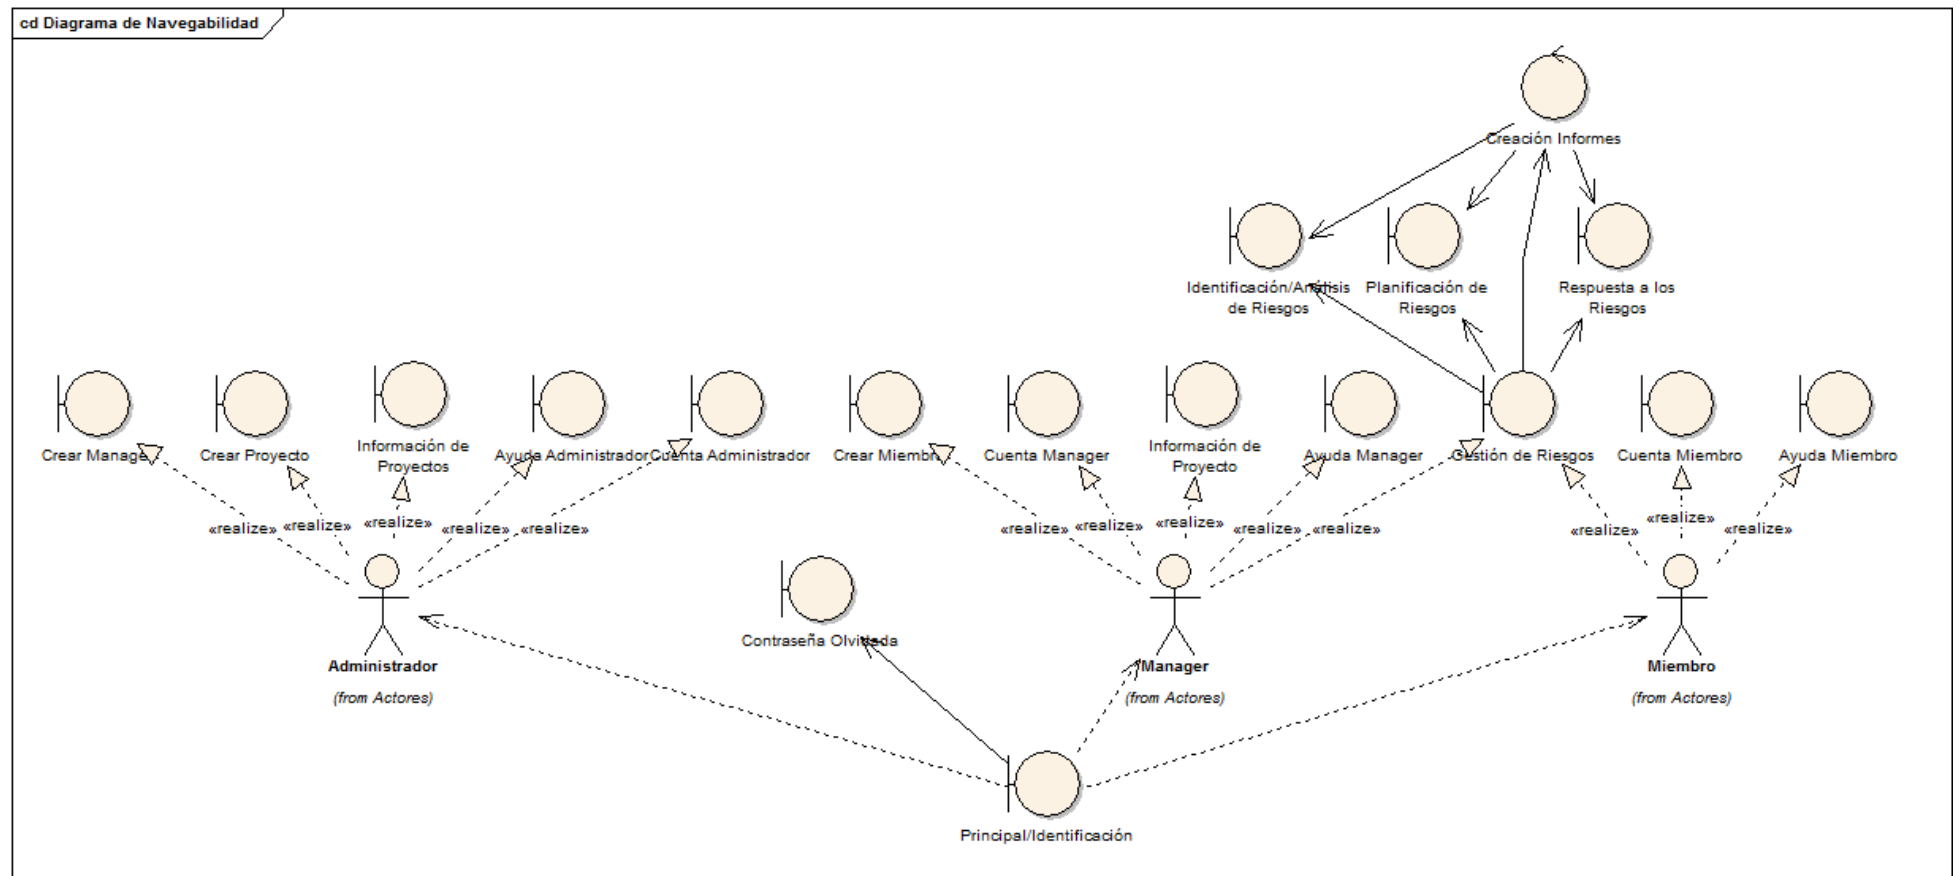 cd Diagrama de Navegabilidad
Creación Informes
Identificación/Análisis
de Riesgos
Planificación de
Riesgos
Respuesta a los
Riesgos
Crear Manager
Crear Proyecto
Información de
Proyectos
Ayuda Administrador
Cuenta Administrador
Crear Miembro
Cuenta Manager
Información de
Proyecto
Ayuda Manager
Gestión de Riesgos
Cuenta Miembro
Ayuda Miembro
«realize»
«realize»
«realize»
«realize»
«realize»
«realize»
«realize»
«realize»
«realize»
«realize»
«realize»
«realize»
«realize»
Contraseña Olvidada
Administrador
(from Actores)
Manager
(from Actores)
Miembro
(from Actores)
Principal/Identificación